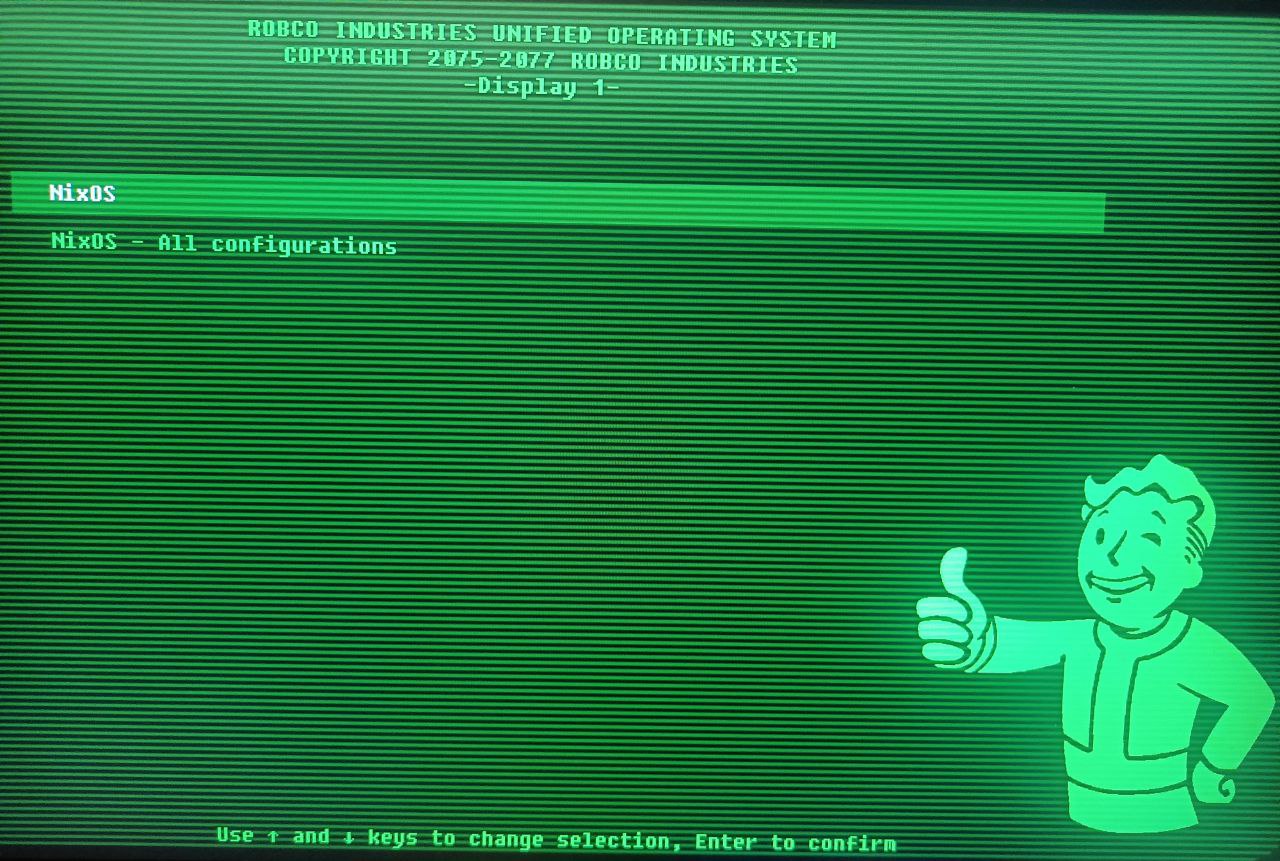 ROBCO INDUSTRIES UNIFIED OPERATING SYSTEM
COPYRIGHT 2075-2077 ROBCO INDUSTRIES
-Display 1-
NixOS
NixOS - All configurations
Use ↑ and ↓ keys to change selection, Enter to confirm